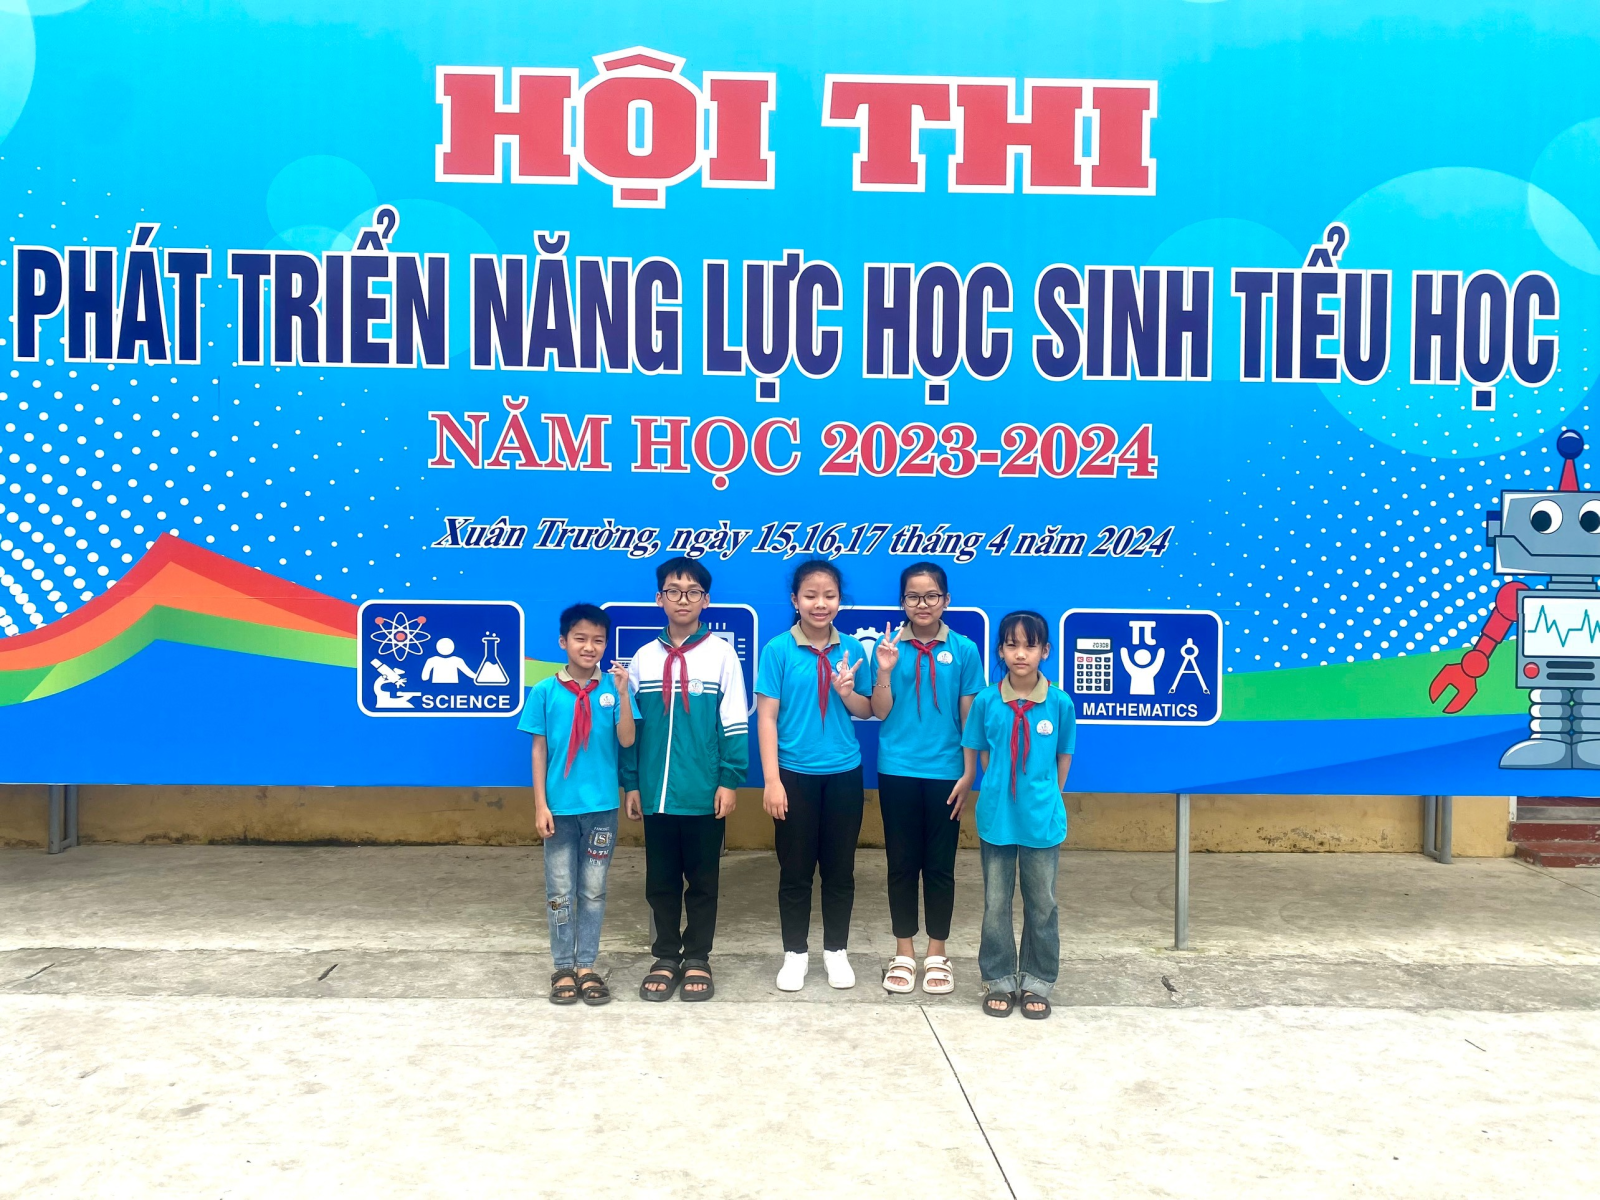 HỘI THI
PHÁT TRIỂN NĂNG LỰC HỌC SINH TIỂU HỌC
NĂM HỌC 2023-2024
Xuân Trường, ngày 15,16,17 tháng 4 năm 2024
SCIENCE
π
MATHEMATICS